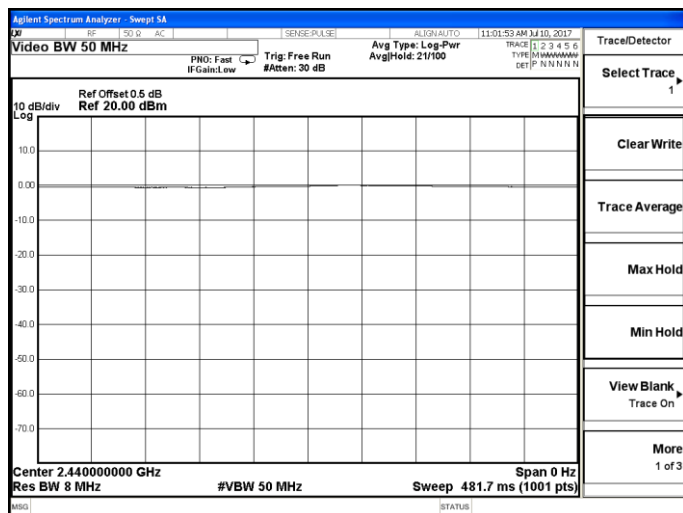 Agilent Spectrum Analyzer - Swept SA
LXI RF 50 Ω AC SENSE:PULSE ALIGNAUTO 11:01:53 AM Jul 10, 2017
Video BW 50 MHz
PNO: Fast
IFGain:Low
Trig: Free Run
#Atten: 30 dB
Avg Type: Log-Pwr
Avg|Hold: 21/100
TRACE 1 2 3 4 5 6
TYPE MWWWWW
DET P N N N N N
Ref Offset 0.5 dB
10 dB/div Ref 20.00 dBm
Log
10.0
0.00
-10.0
-20.0
-30.0
-40.0
-50.0
-60.0
-70.0
Center 2.440000000 GHz Span 0 Hz
Res BW 8 MHz #VBW 50 MHz Sweep 481.7 ms (1001 pts)
MSG STATUS
Trace/Detector
Select Trace
1
Clear Write
Trace Average
Max Hold
Min Hold
View Blank
Trace On
More
1 of 3